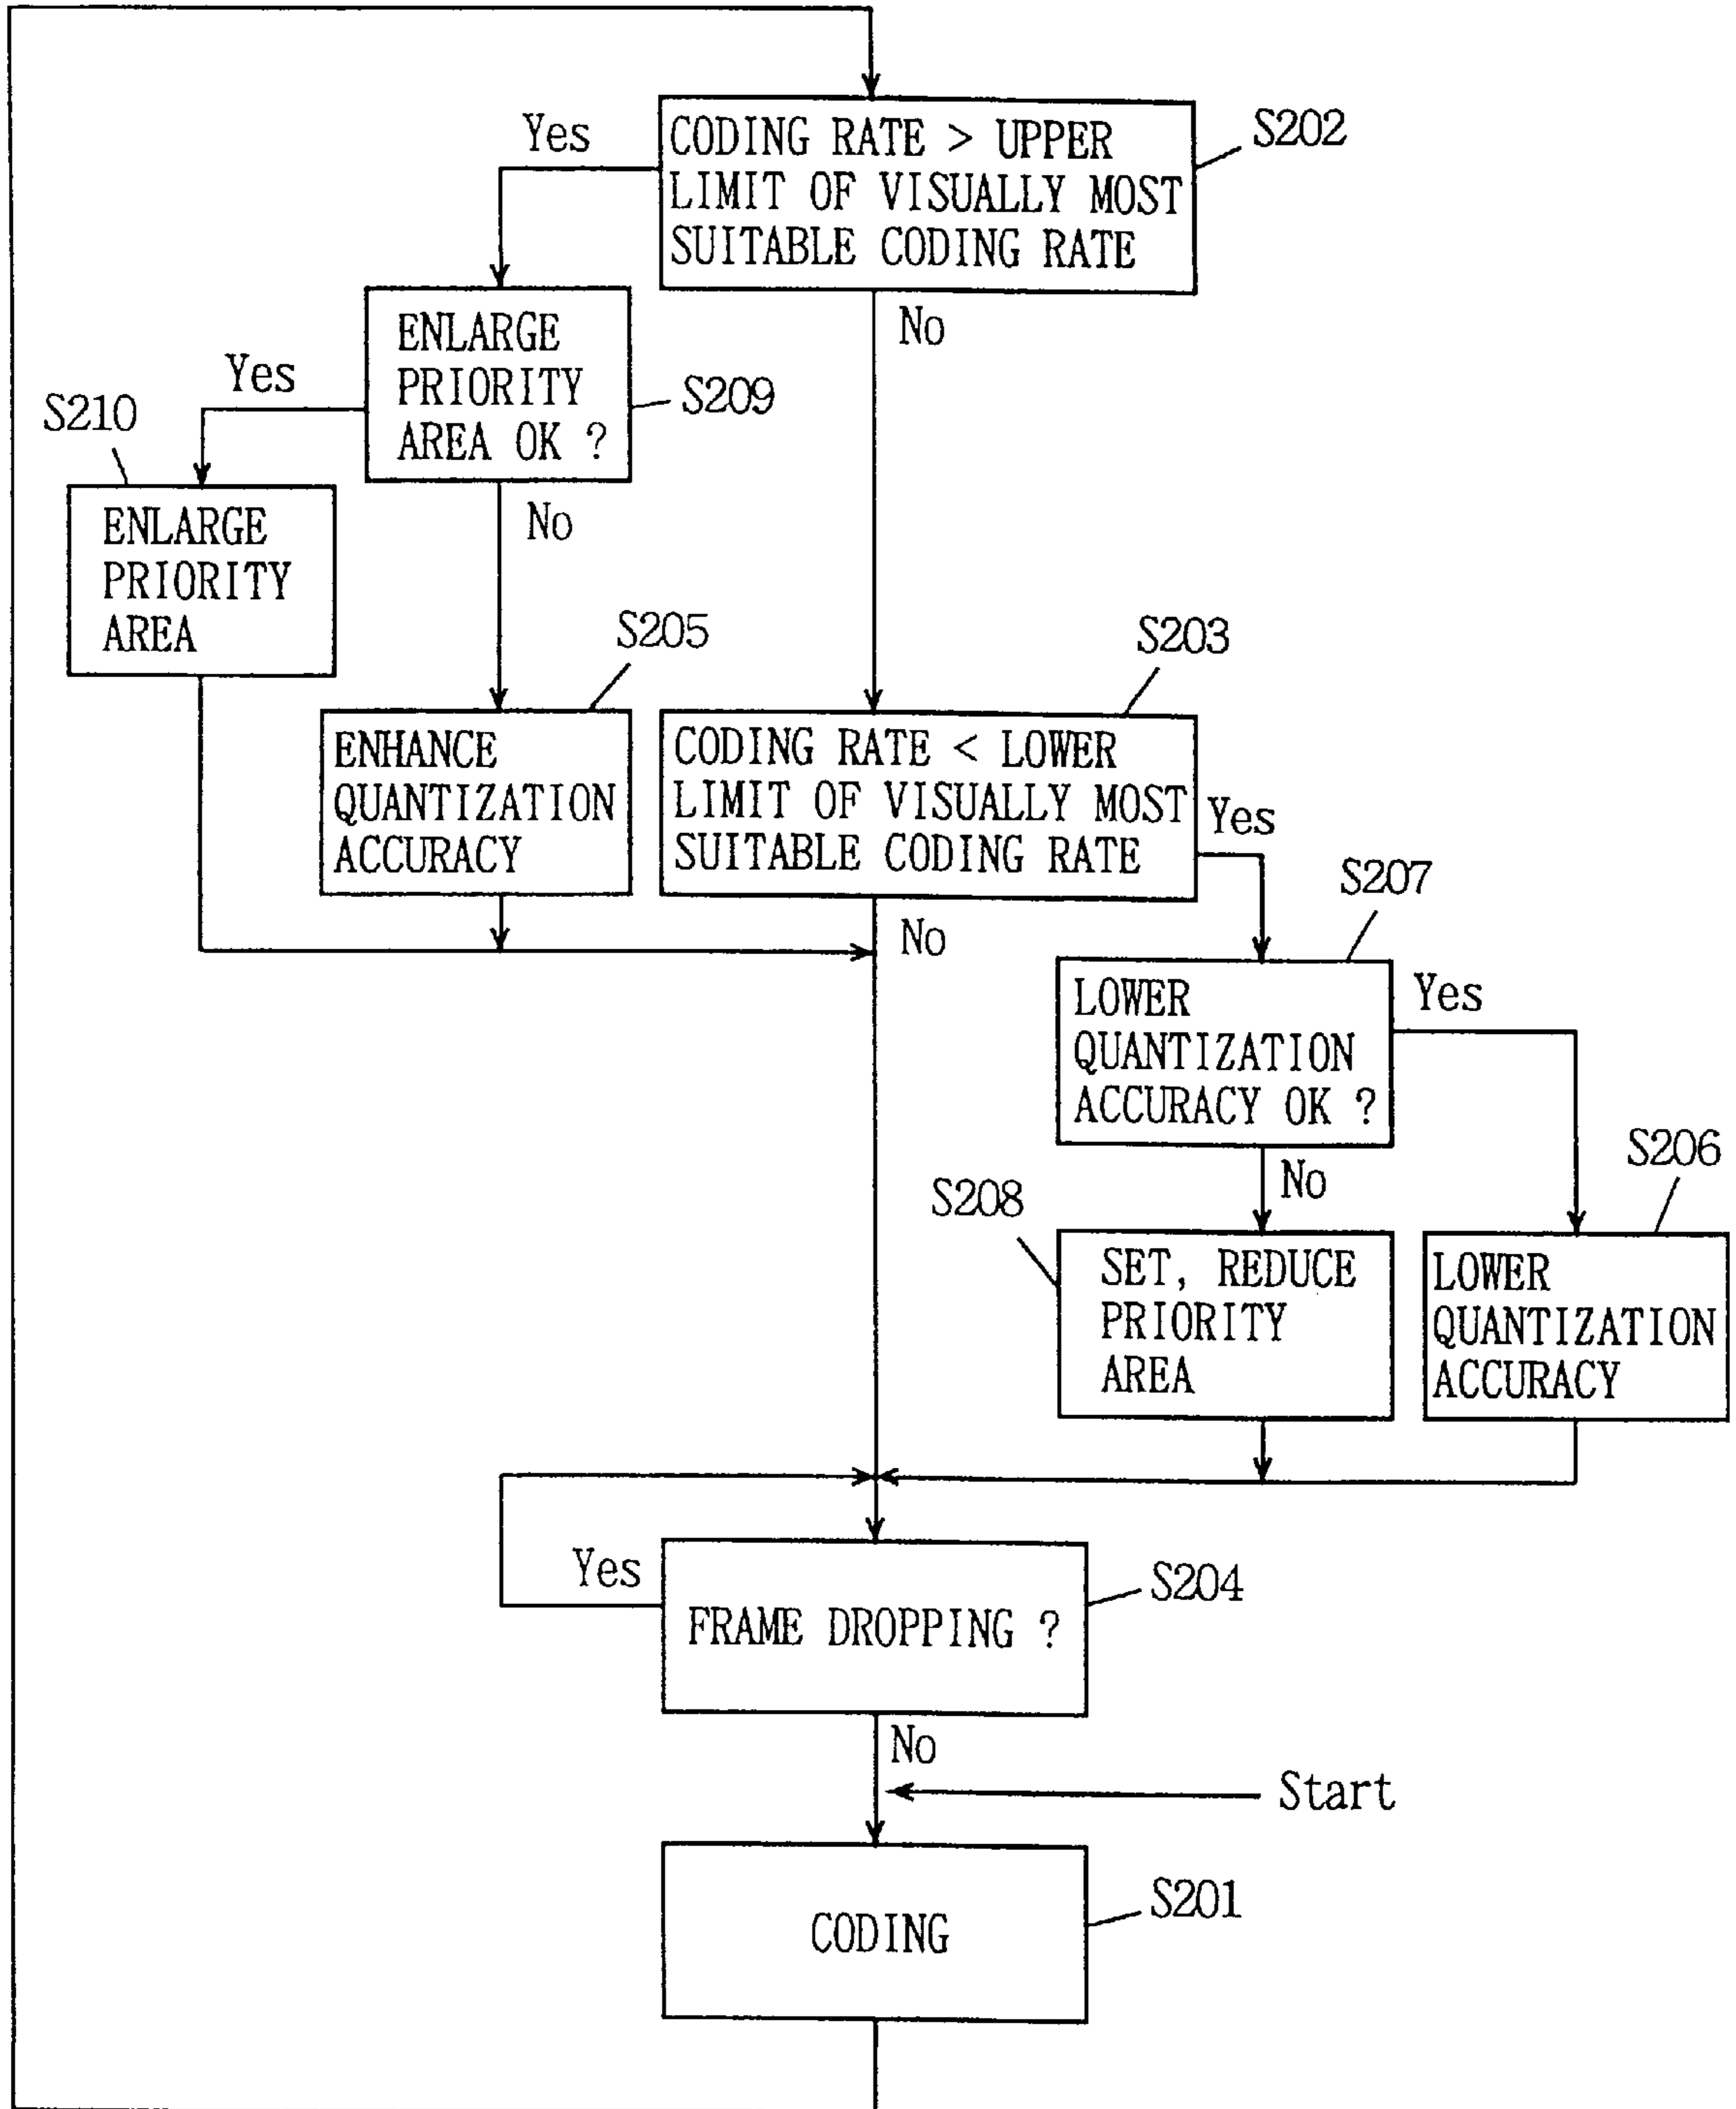 Yes
CODING RATE > UPPER
LIMIT OF VISUALLY MOST
SUITABLE CODING RATE
S202
No
Yes
ENLARGE
PRIORITY
AREA OK ?
S209
S210
No
ENLARGE
PRIORITY
AREA
S205
S203
ENHANCE
QUANTIZATION
ACCURACY
CODING RATE < LOWER
LIMIT OF VISUALLY MOST
SUITABLE CODING RATE
Yes
S207
No
LOWER
QUANTIZATION
ACCURACY OK ?
Yes
S206
No
S208
SET, REDUCE
PRIORITY
AREA
LOWER
QUANTIZATION
ACCURACY
Yes
FRAME DROPPING ?
S204
No
Start
CODING
S201